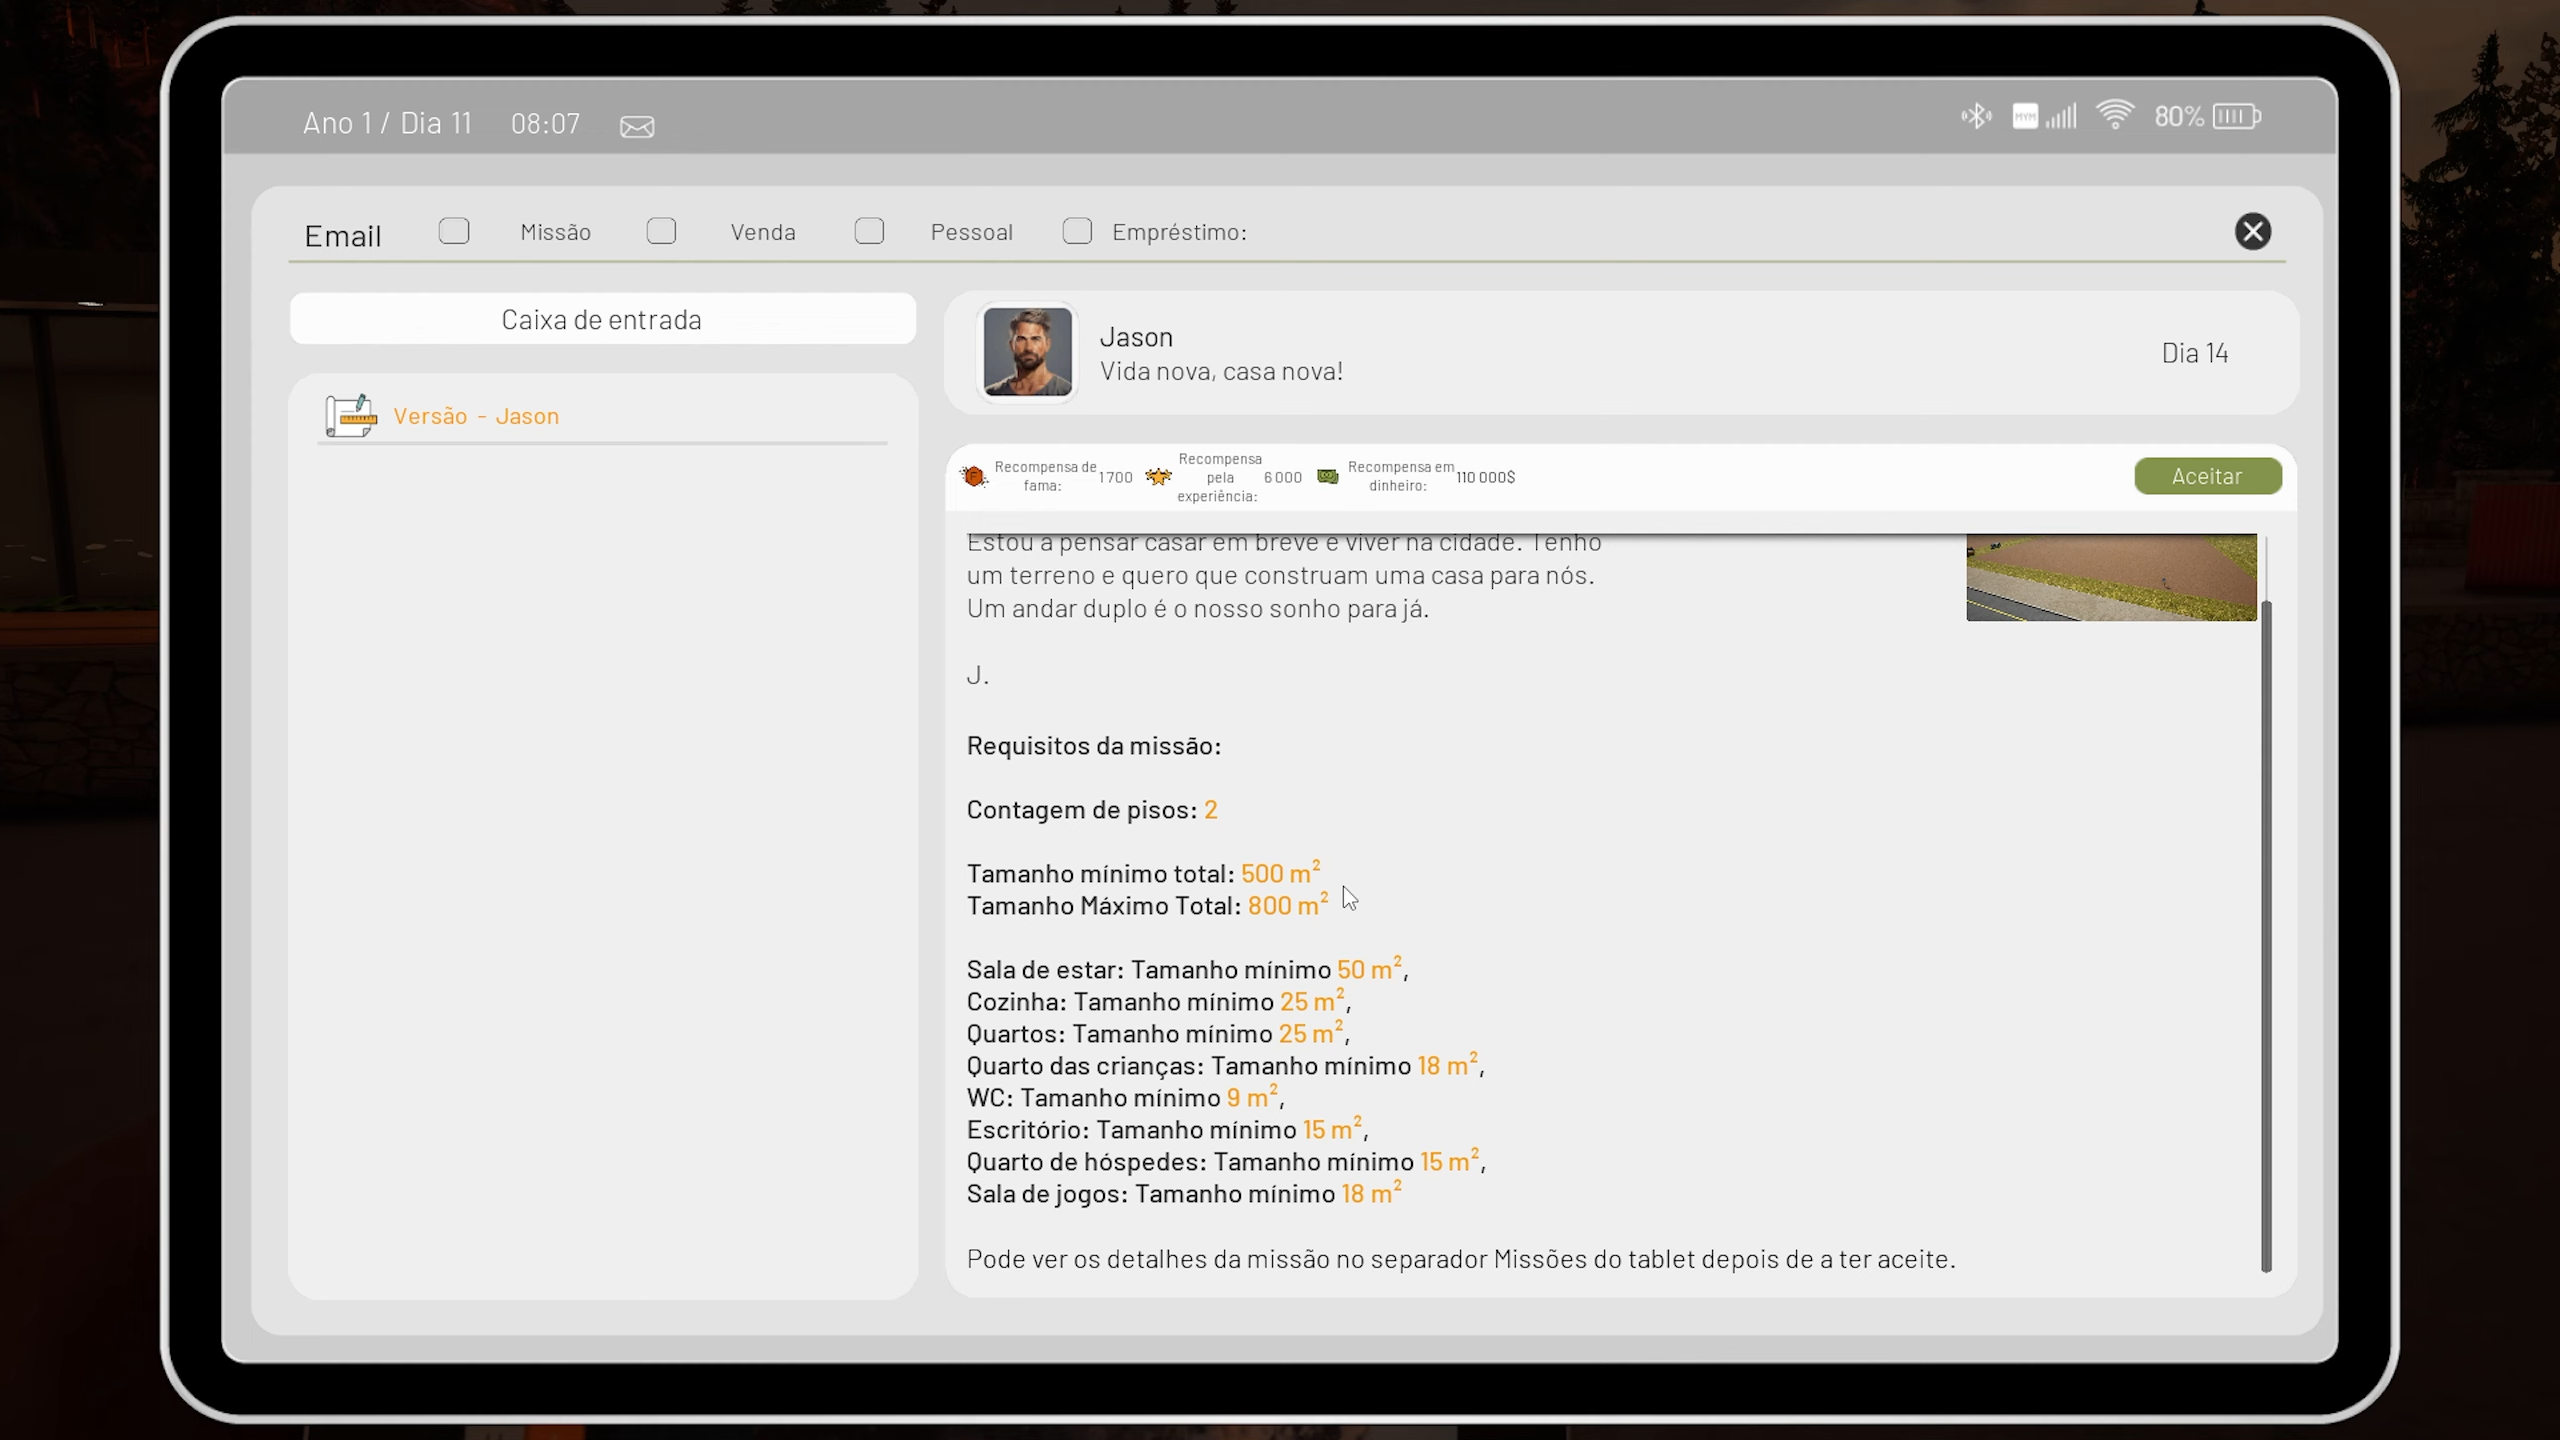 Ano 1 / Dia 11 08:07
MYM 80%
Email Missão Venda Pessoal Empréstimo:
Caixa de entrada
Versão - Jason
Jason
Vida nova, casa nova!
Dia 14
Recompensa de fama: 1 700
Recompensa pela experiência: 6 000
Recompensa em dinheiro: 110 000$
Aceitar
Estou a pensar casar em breve e viver na cidade. Tenho
um terreno e quero que construam uma casa para nós.
Um andar duplo é o nosso sonho para já.
J.
Requisitos da missão:
Contagem de pisos: 2
Tamanho mínimo total: 500 m²
Tamanho Máximo Total: 800 m²
Sala de estar: Tamanho mínimo 50 m²,
Cozinha: Tamanho mínimo 25 m²,
Quartos: Tamanho mínimo 25 m²,
Quarto das crianças: Tamanho mínimo 18 m²,
WC: Tamanho mínimo 9 m²,
Escritório: Tamanho mínimo 15 m²,
Quarto de hóspedes: Tamanho mínimo 15 m²,
Sala de jogos: Tamanho mínimo 18 m²
Pode ver os detalhes da missão no separador Missões do tablet depois de a ter aceite.